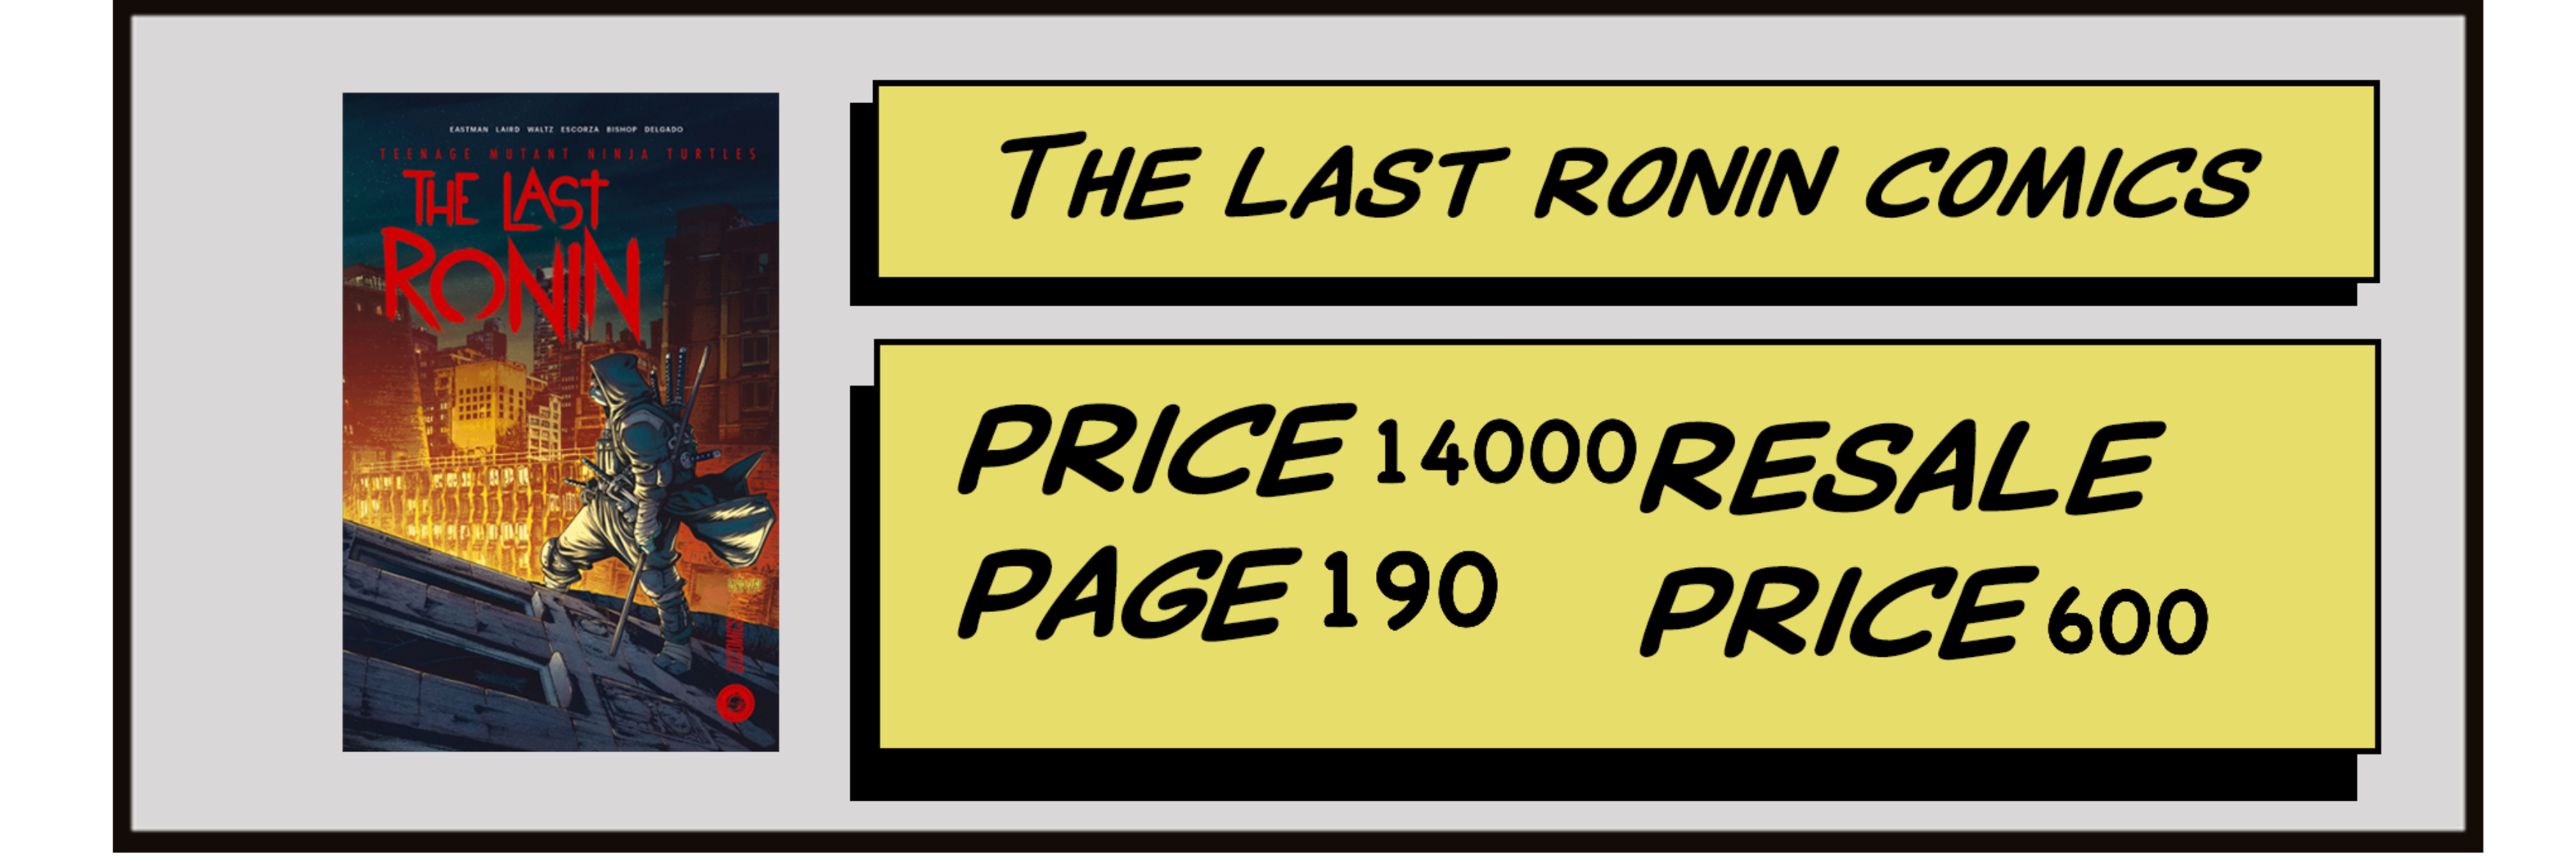 EASTMAN LAIRD WALTZ ESCORZA BISHOP DELGADO
TEENAGE MUTANT NINJA TURTLES
THE LAST
RONIN
THE LAST RONIN COMICS
PRICE 14000
PAGE 190
RESALE
PRICE 600